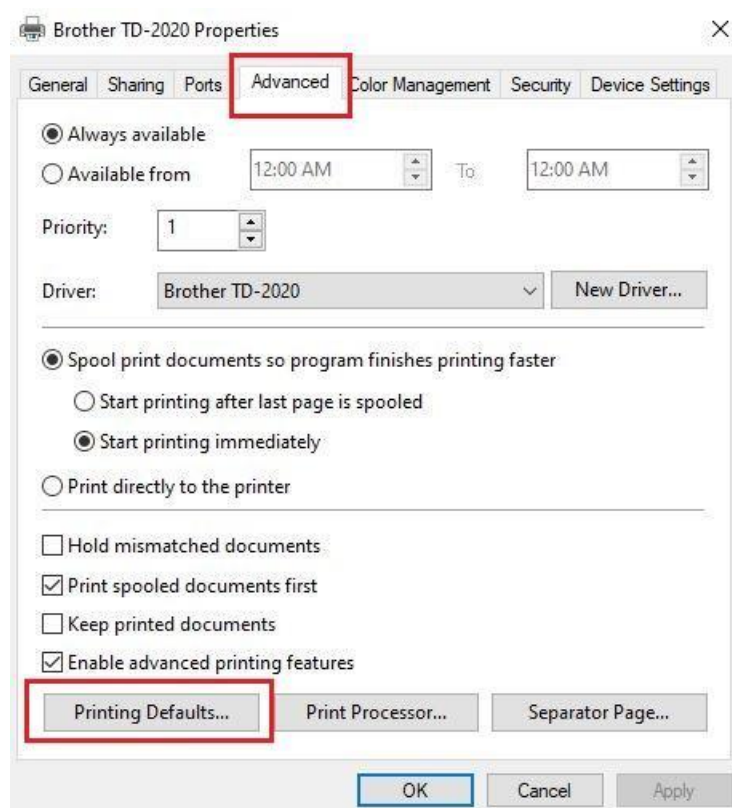 Brother TD-2020 Properties
General Sharing Ports Advanced Color Management Security Device Settings
Always available
Available from 12:00 AM To 12:00 AM
Priority: 1
Driver: Brother TD-2020 New Driver...
Spool print documents so program finishes printing faster
Start printing after last page is spooled
Start printing immediately
Print directly to the printer
Hold mismatched documents
Print spooled documents first
Keep printed documents
Enable advanced printing features
Printing Defaults... Print Processor... Separator Page...
OK Cancel Apply